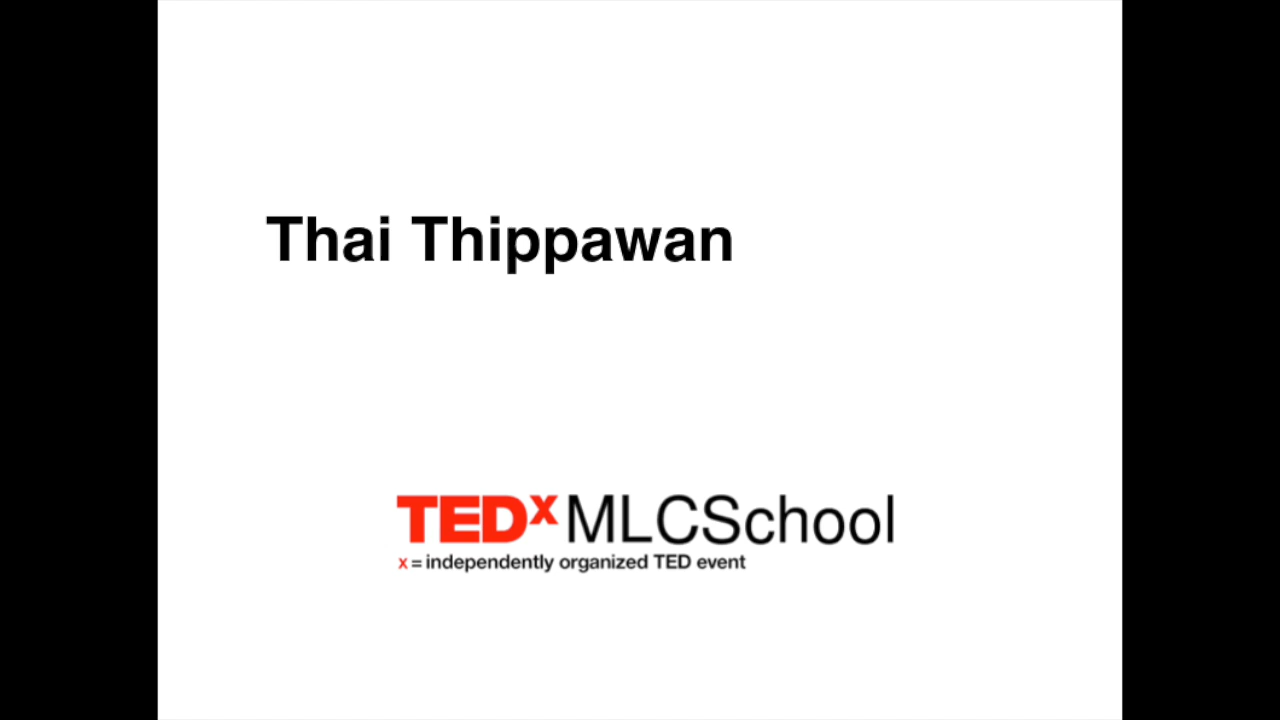 Thai Thippawan
TEDx MLCSchool
x = independently organized TED event